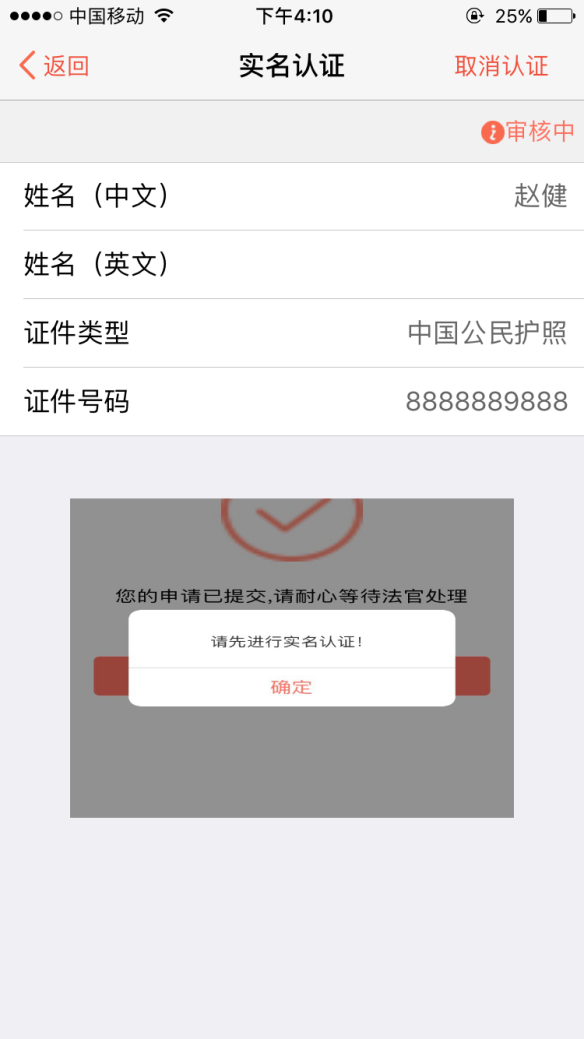 中国移动 下午4:10 25%
返回 实名认证 取消认证
审核中
姓名（中文） 赵健
姓名（英文）
证件类型 中国公民护照
证件号码 8888889888
您的申请已提交,请耐心等待法官处理
请先进行实名认证!
确定